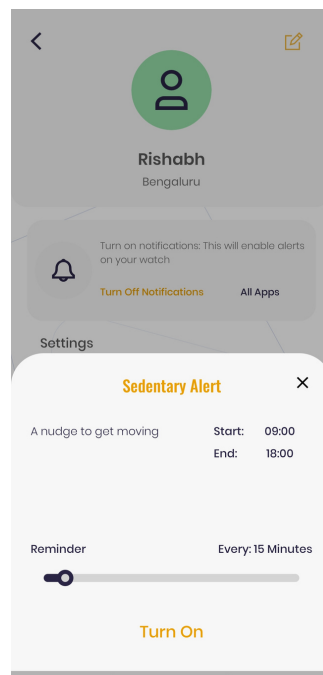 Rishabh
Bengaluru
Turn on notifications: This will enable alerts
on your watch
Turn Off Notifications All Apps
Settings
Sedentary Alert
A nudge to get moving Start: 09:00
End: 18:00
Reminder Every: 15 Minutes
Turn On